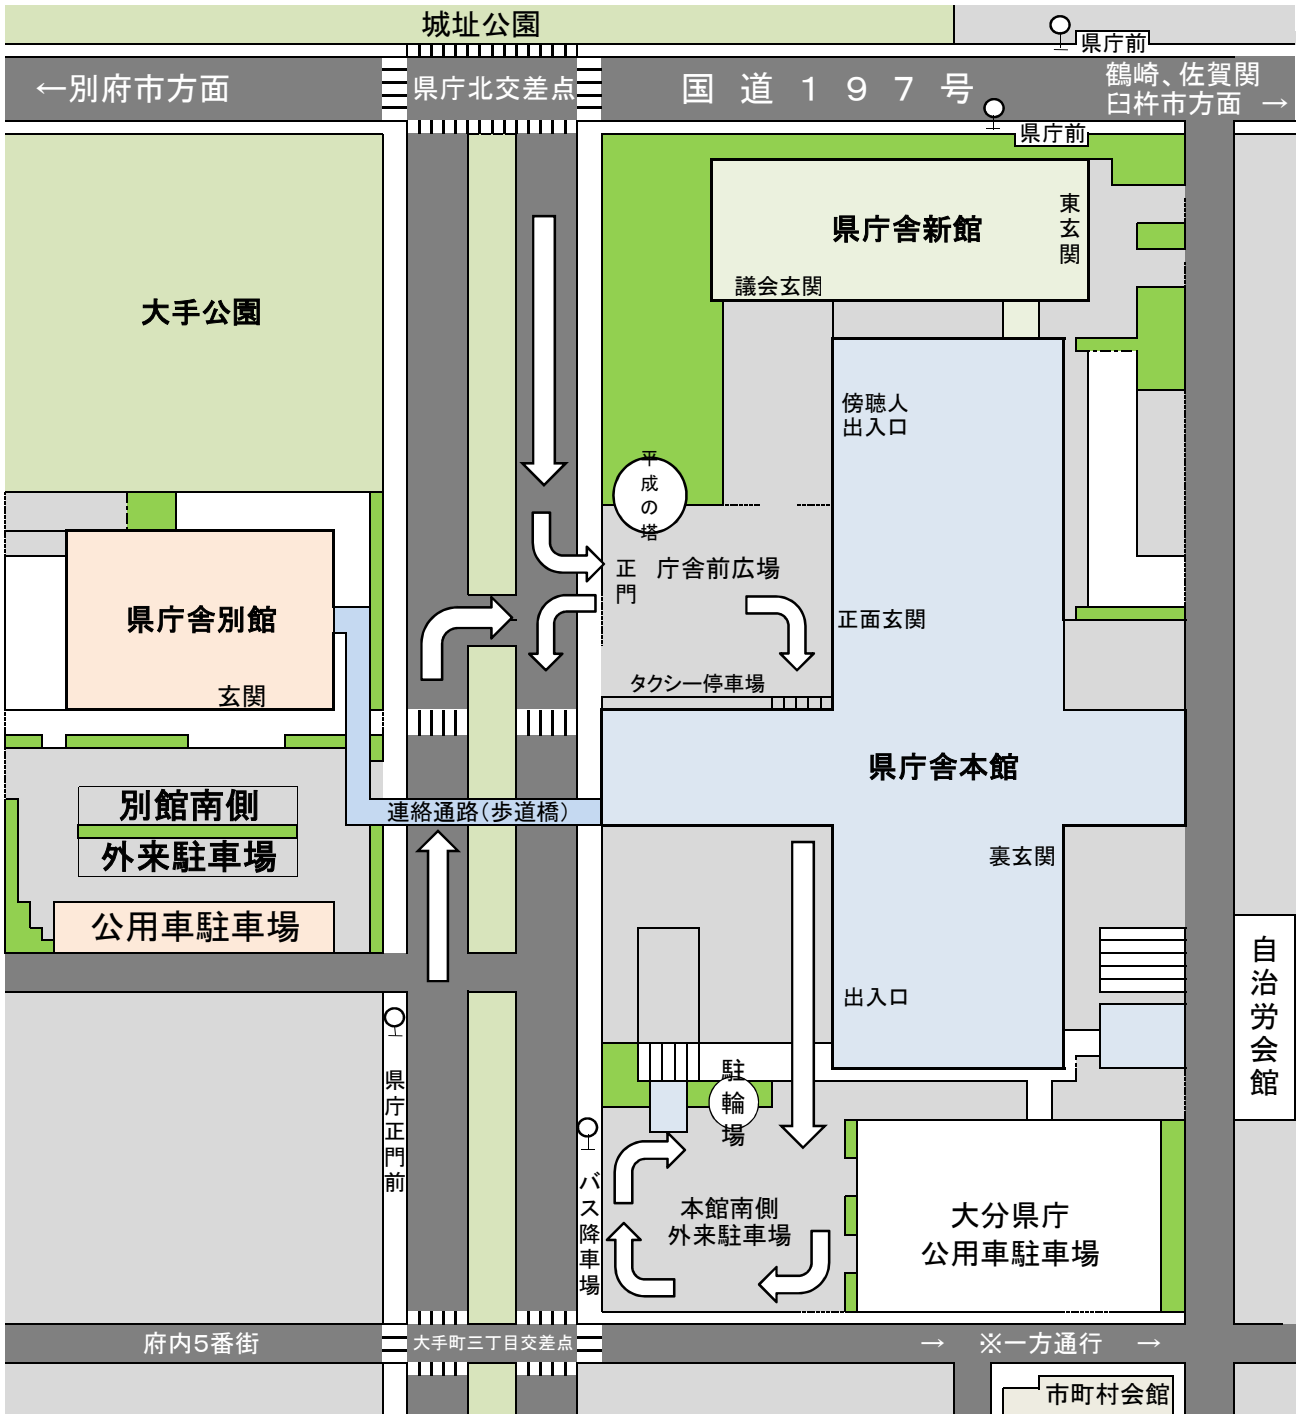 城址公園
県庁前
←別府市方面
県庁北交差点
国道197号
鶴崎、佐賀関
臼杵市方面 →
県庁前
県庁舎新館
東玄関
議会玄関
大手公園
傍聴人
出入口
平成の塔
正門
庁舎前広場
県庁舎別館
正面玄関
玄関
タクシー停車場
県庁舎本館
別館南側
外来駐車場
連絡通路(歩道橋)
裏玄関
公用車駐車場
自治労会館
出入口
県庁正門前
駐輪場
バス降車場
本館南側
外来駐車場
大分県庁
公用車駐車場
府内5番街
大手町三丁目交差点
→ ※一方通行 →
市町村会館